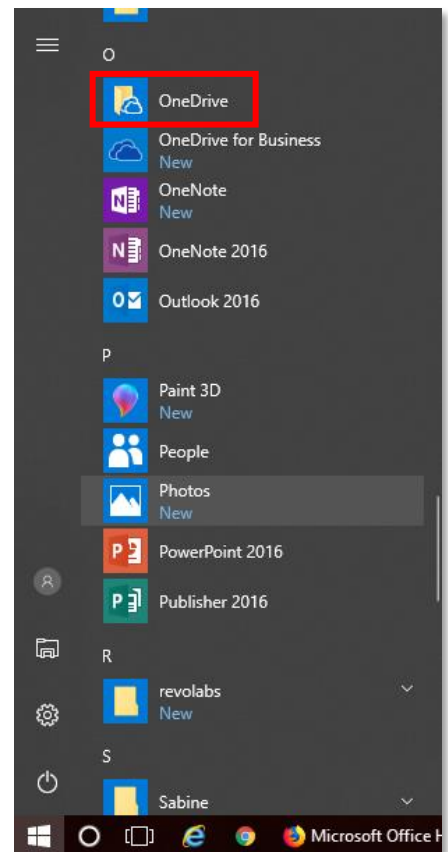 O
OneDrive
OneDrive for Business
New
OneNote
New
OneNote 2016
Outlook 2016
P
Paint 3D
New
People
Photos
New
PowerPoint 2016
Publisher 2016
R
revolabs
New
S
Sabine
Microsoft Office H